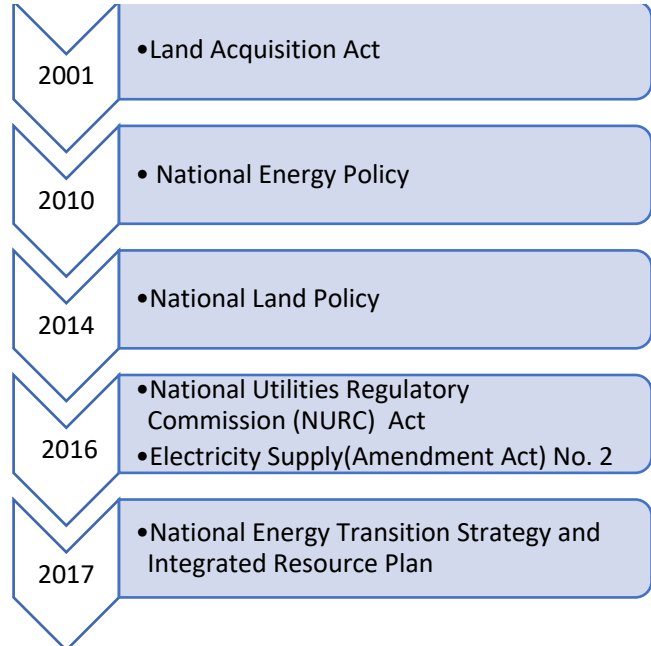 2001
•Land Acquisition Act
2010
• National Energy Policy
2014
•National Land Policy
2016
•National Utilities Regulatory
Commission (NURC)  Act
•Electricity Supply(Amendment Act) No. 2
2017
•National Energy Transition Strategy and
Integrated Resource Plan